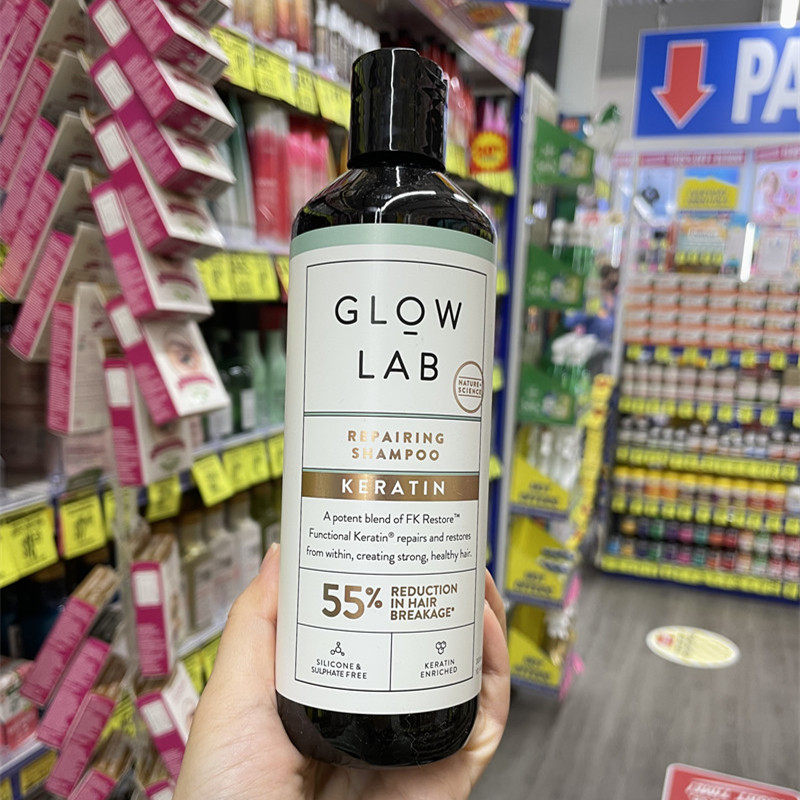 GLOW
LAB
NATURE+
SCIENCE
REPAIRING
SHAMPOO
KERATIN
A potent blend of FK Restore™
Functional Keratin® repairs and restores
from within, creating strong, healthy hair.
55% REDUCTION
IN HAIR
BREAKAGE*
SILICONE &
SULPHATE FREE
KERATIN
ENRICHED
PA